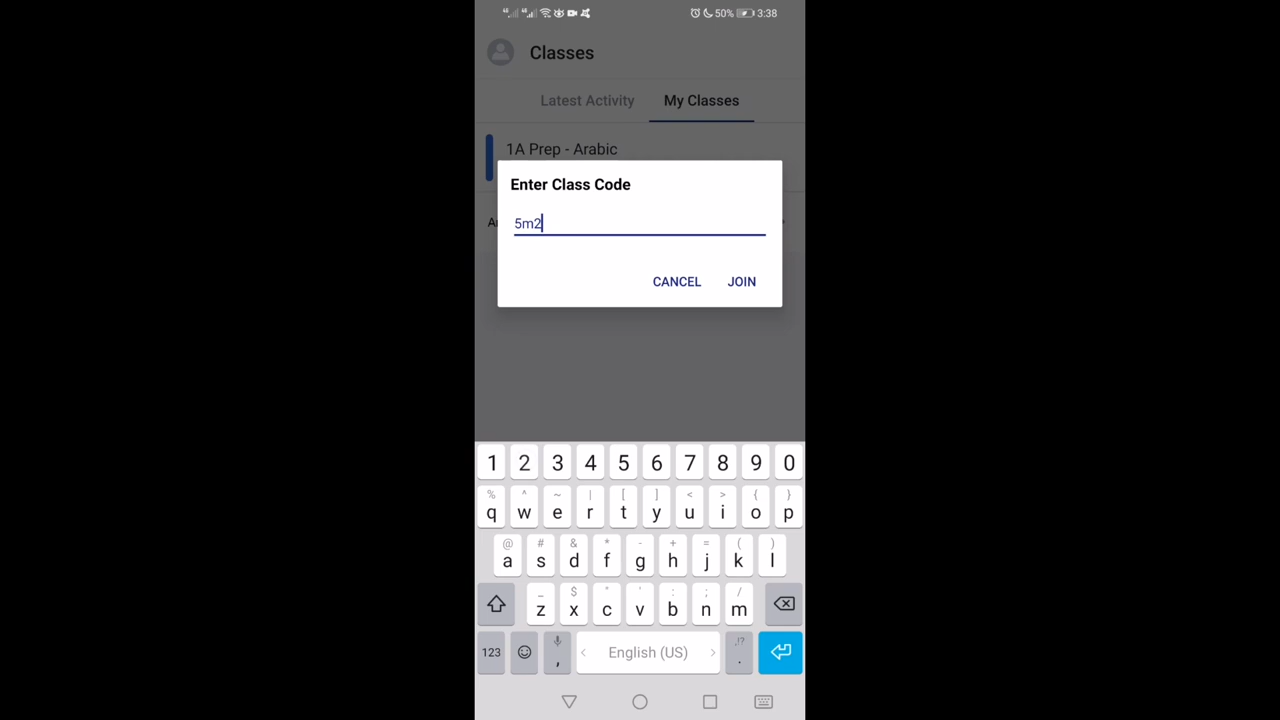 50% 3:38
Classes
Latest Activity My Classes
1A Prep - Arabic
Enter Class Code
5m2
CANCEL JOIN
1 2 3 4 5 6 7 8 9 0
% ^ ~ | [ ] < > { }
q w e r t y u i o p
@ # & * - + = ( )
a s d f g h j k l
_ $ " ' : ; /
z x c v b n m
,!?
123 , English (US) .